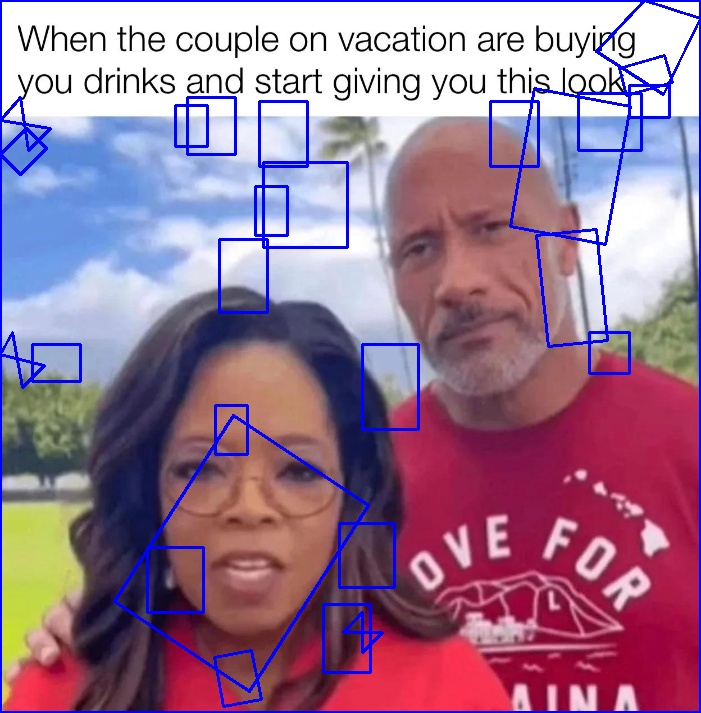 When the couple on vacation are buying
you drinks and start giving you this look
OVE FOR
L
AINA